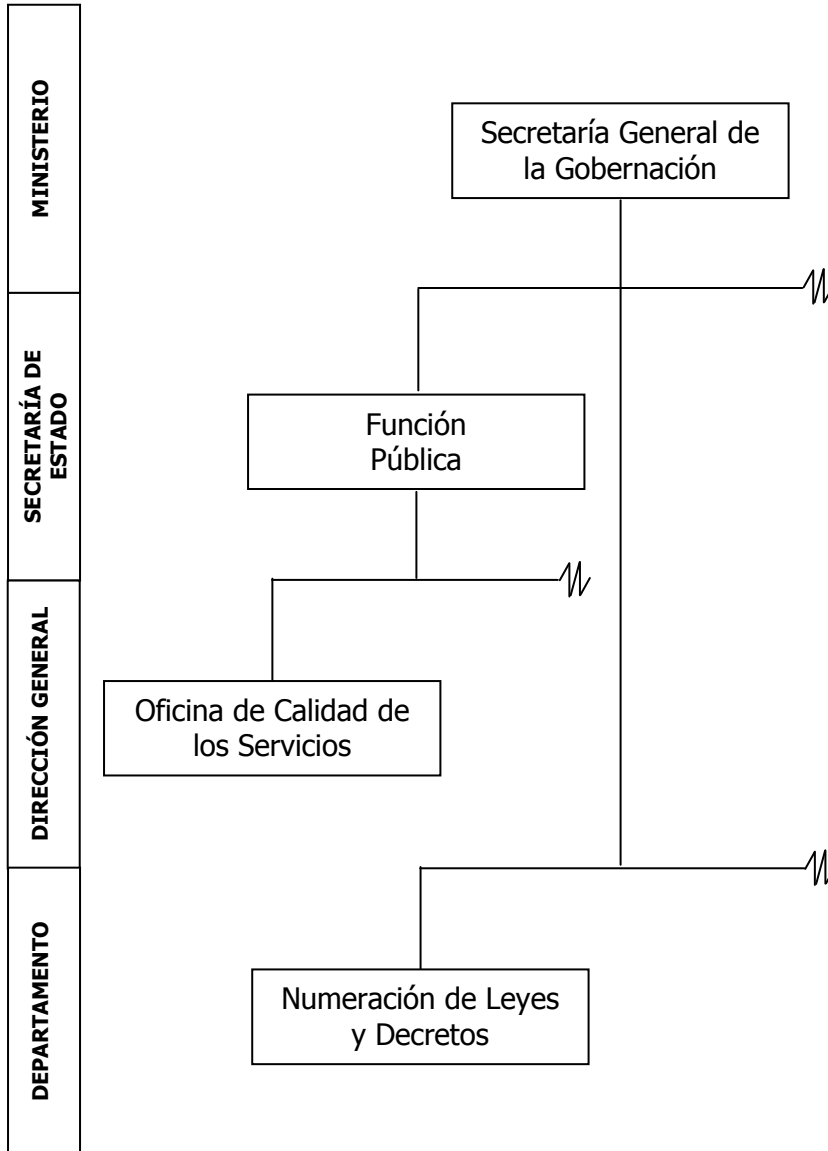 MINISTERIO
Secretaría General de
la Gobernación
SECRETARÍA DE
ESTADO
Función
Pública
DIRECCIÓN GENERAL
Oficina de Calidad de
los Servicios
DEPARTAMENTO
Numeración de Leyes
y Decretos